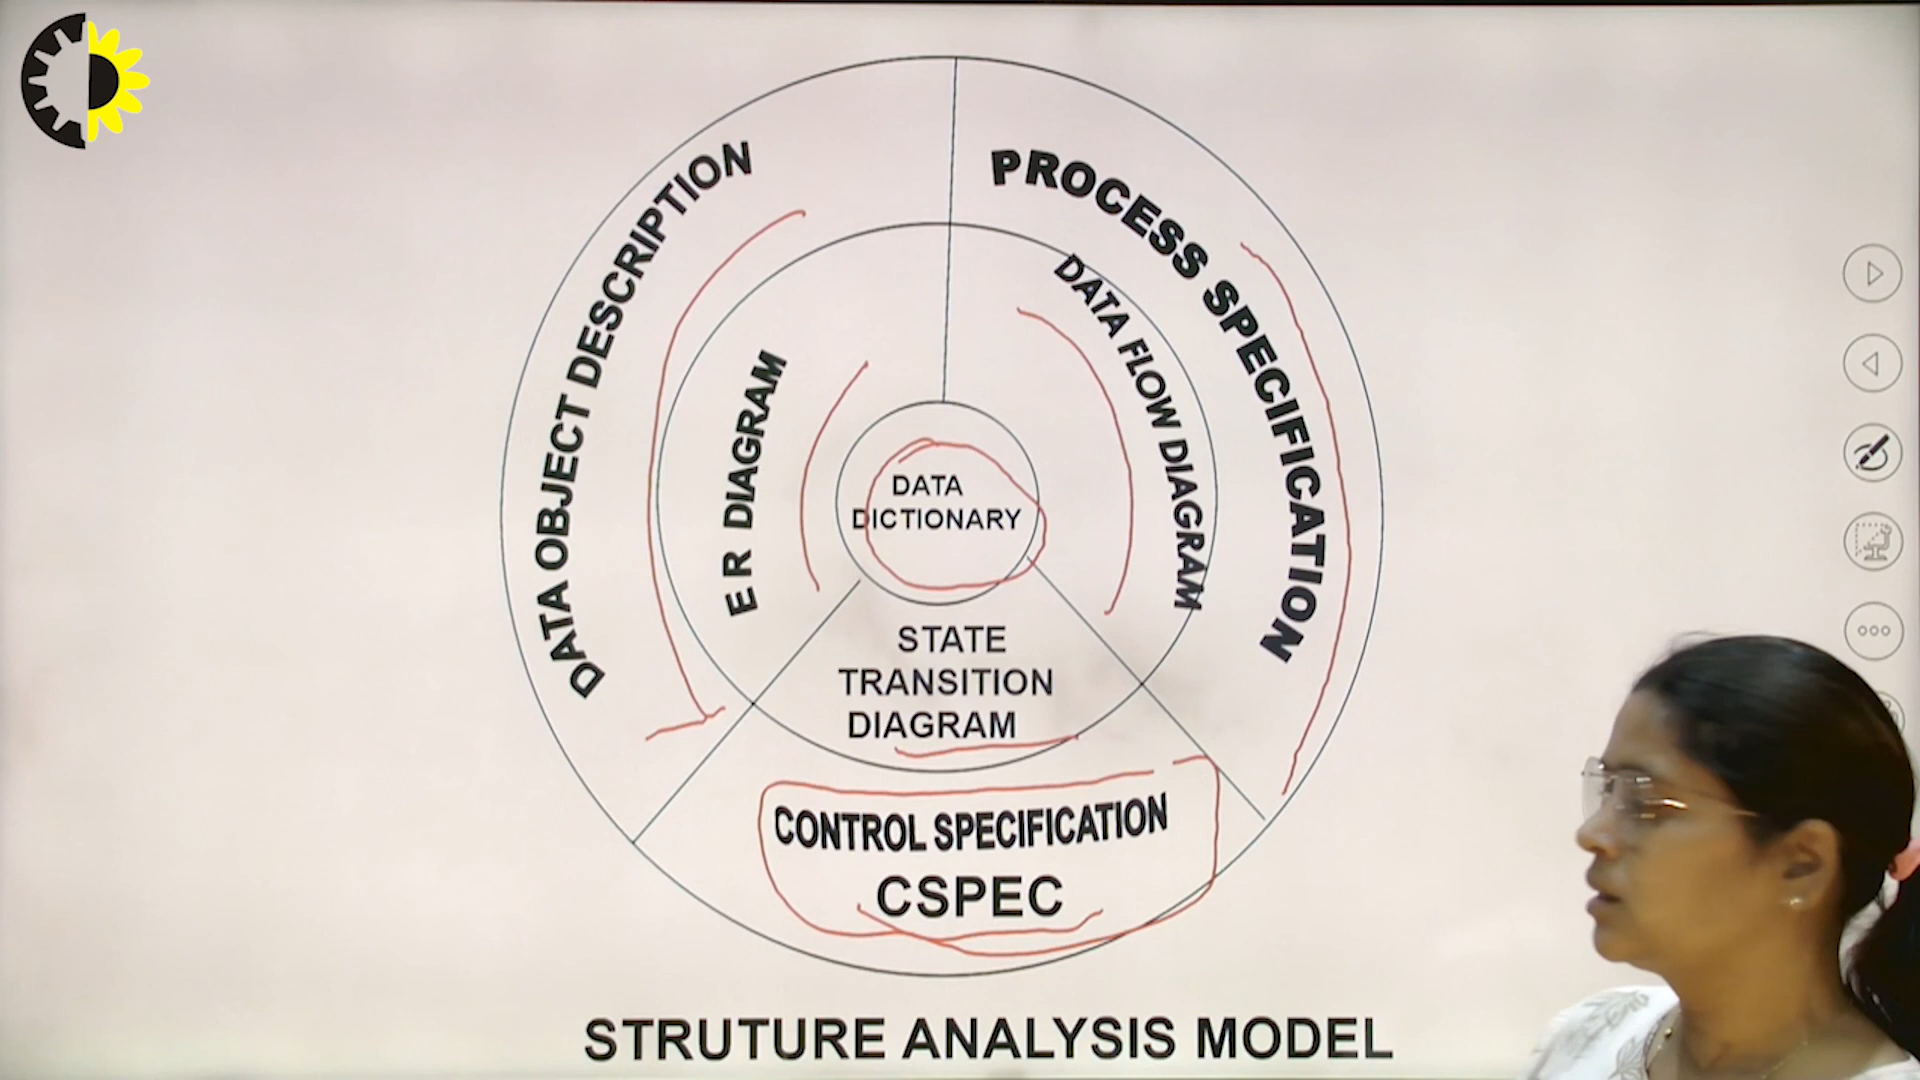 DATA OBJECT DESCRIPTION
PROCESS SPECIFICATION
E R DIAGRAM
DATA FLOW DIAGRAM
DATA
DICTIONARY
STATE
TRANSITION
DIAGRAM
CONTROL SPECIFICATION
CSPEC
STRUTURE ANALYSIS MODEL